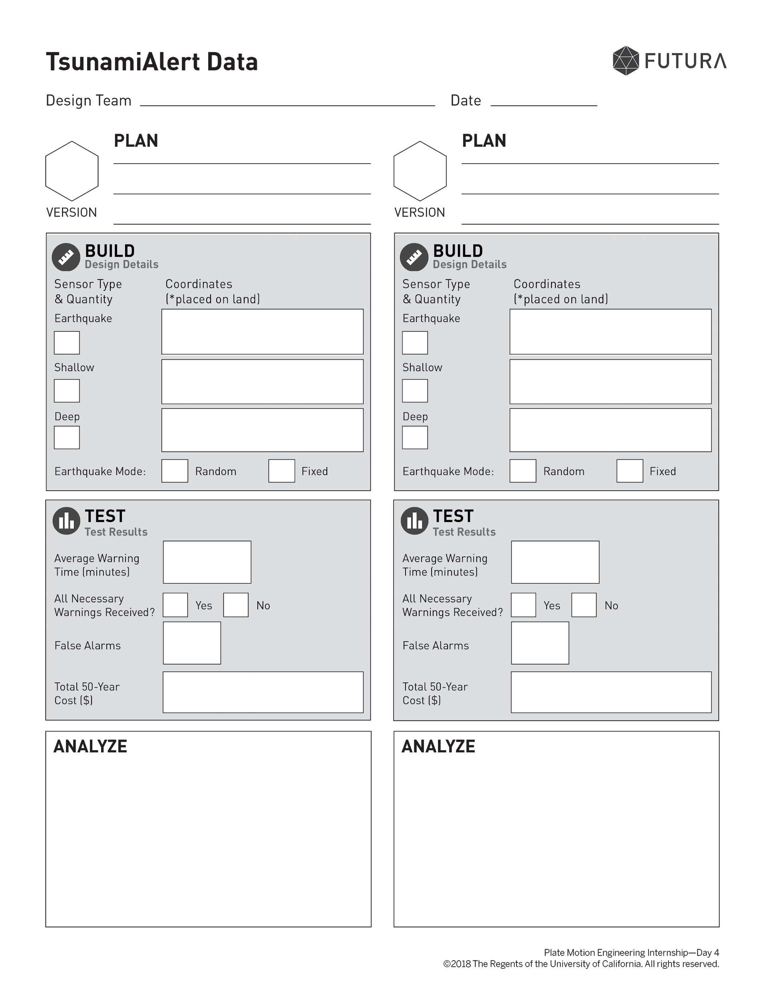 TsunamiAlert Data
FUTURA
Design Team
Date
PLAN
VERSION
BUILD
Design Details
Sensor Type
& Quantity
Coordinates
(*placed on land)
Earthquake
Shallow
Deep
Earthquake Mode:
Random
Fixed
TEST
Test Results
Average Warning
Time (minutes)
All Necessary
Warnings Received?
Yes
No
False Alarms
Total 50-Year
Cost ($)
ANALYZE
PLAN
VERSION
BUILD
Design Details
Sensor Type
& Quantity
Coordinates
(*placed on land)
Earthquake
Shallow
Deep
Earthquake Mode:
Random
Fixed
TEST
Test Results
Average Warning
Time (minutes)
All Necessary
Warnings Received?
Yes
No
False Alarms
Total 50-Year
Cost ($)
ANALYZE
Plate Motion Engineering Internship—Day 4
©2018 The Regents of the University of California. All rights reserved.